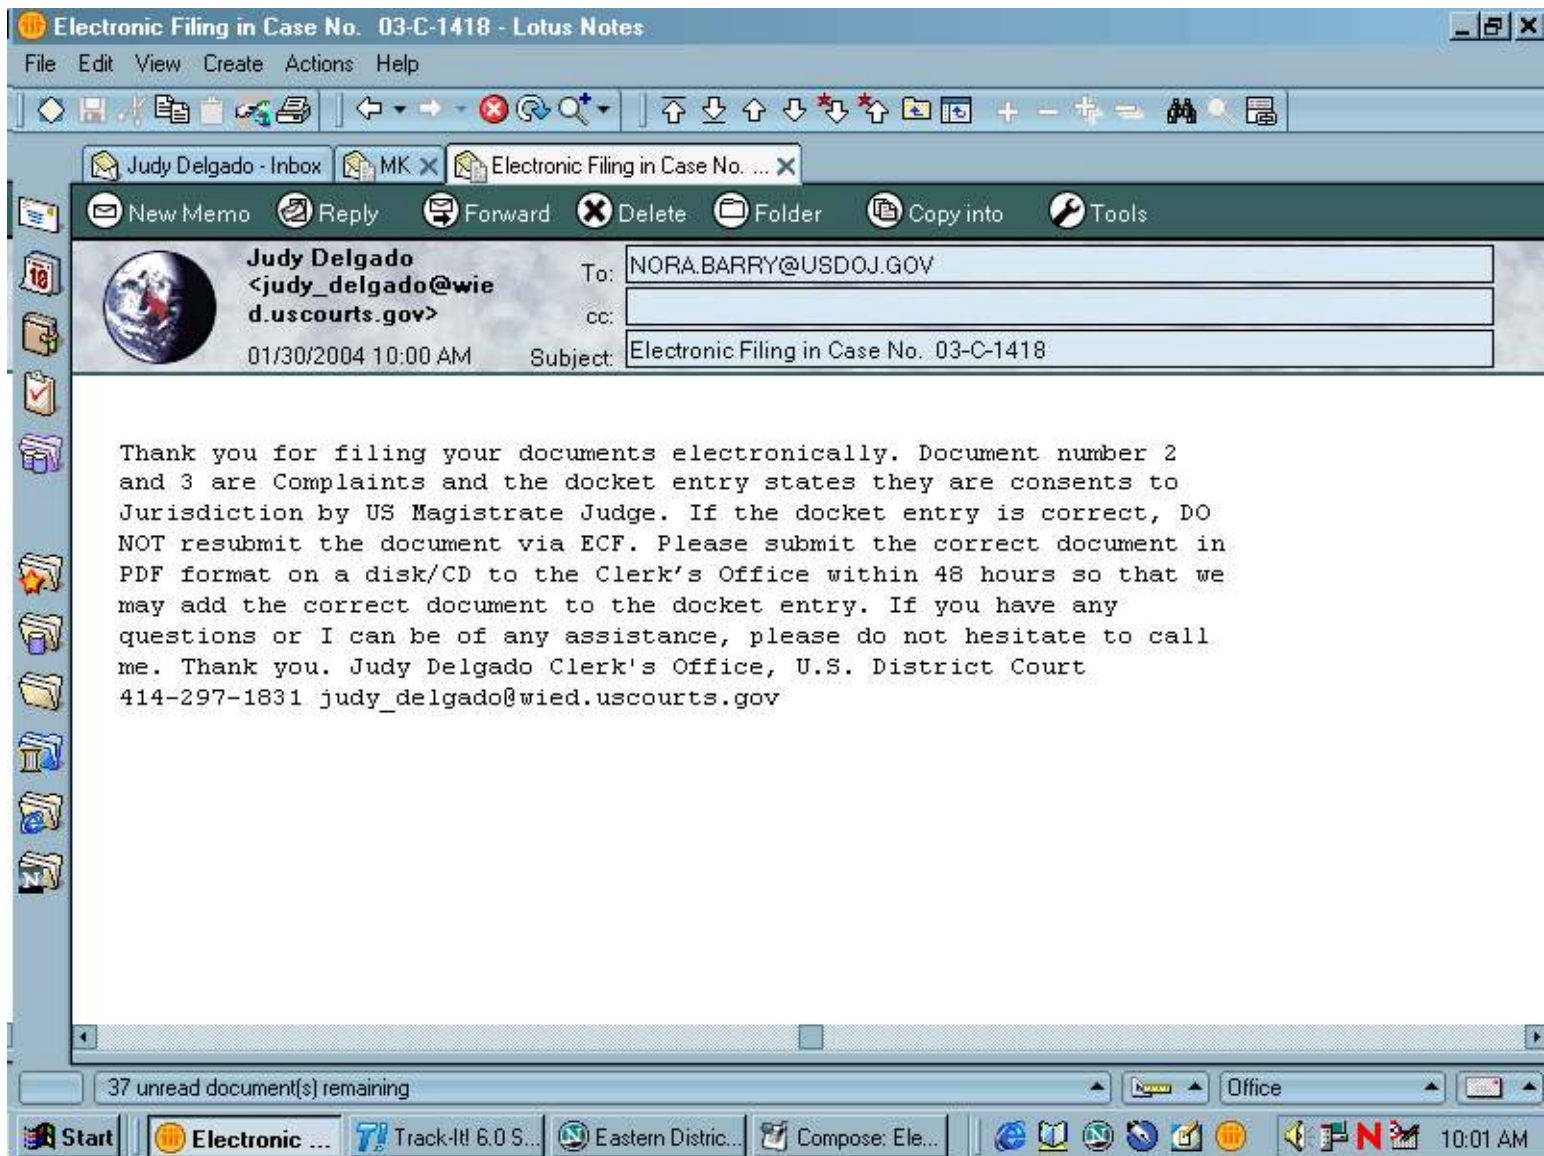 Electronic Filing in Case No.  03-C-1418 - Lotus Notes
File Edit View Create Actions Help
Judy Delgado - Inbox MK Electronic Filing in Case No. ...
New Memo Reply Forward Delete Folder Copy into Tools
Judy Delgado
<judy_delgado@wie
d.uscourts.gov>
01/30/2004 10:00 AM
To: NORA.BARRY@USDOJ.GOV
cc:
Subject: Electronic Filing in Case No.  03-C-1418
Thank you for filing your documents electronically. Document number 2
and 3 are Complaints and the docket entry states they are consents to
Jurisdiction by US Magistrate Judge. If the docket entry is correct, DO
NOT resubmit the document via ECF. Please submit the correct document in
PDF format on a disk/CD to the Clerk’s Office within 48 hours so that we
may add the correct document to the docket entry. If you have any
questions or I can be of any assistance, please do not hesitate to call
me. Thank you. Judy Delgado Clerk's Office, U.S. District Court
414-297-1831 judy_delgado@wied.uscourts.gov
37 unread document(s) remaining
Office
Start Electronic ... Track-It! 6.0 S... Eastern Distric... Compose: Ele... 10:01 AM